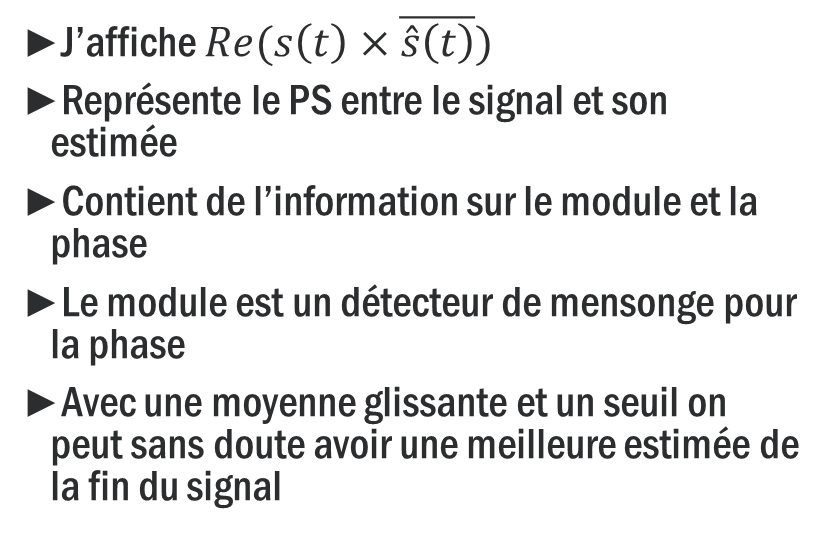 ►J’affiche 𝑅𝑒(𝑠(𝑡) × \overline{ŝ(𝑡)})
►Représente le PS entre le signal et son
estimée
►Contient de l’information sur le module et la
phase
►Le module est un détecteur de mensonge pour
la phase
►Avec une moyenne glissante et un seuil on
peut sans doute avoir une meilleure estimée de
la fin du signal